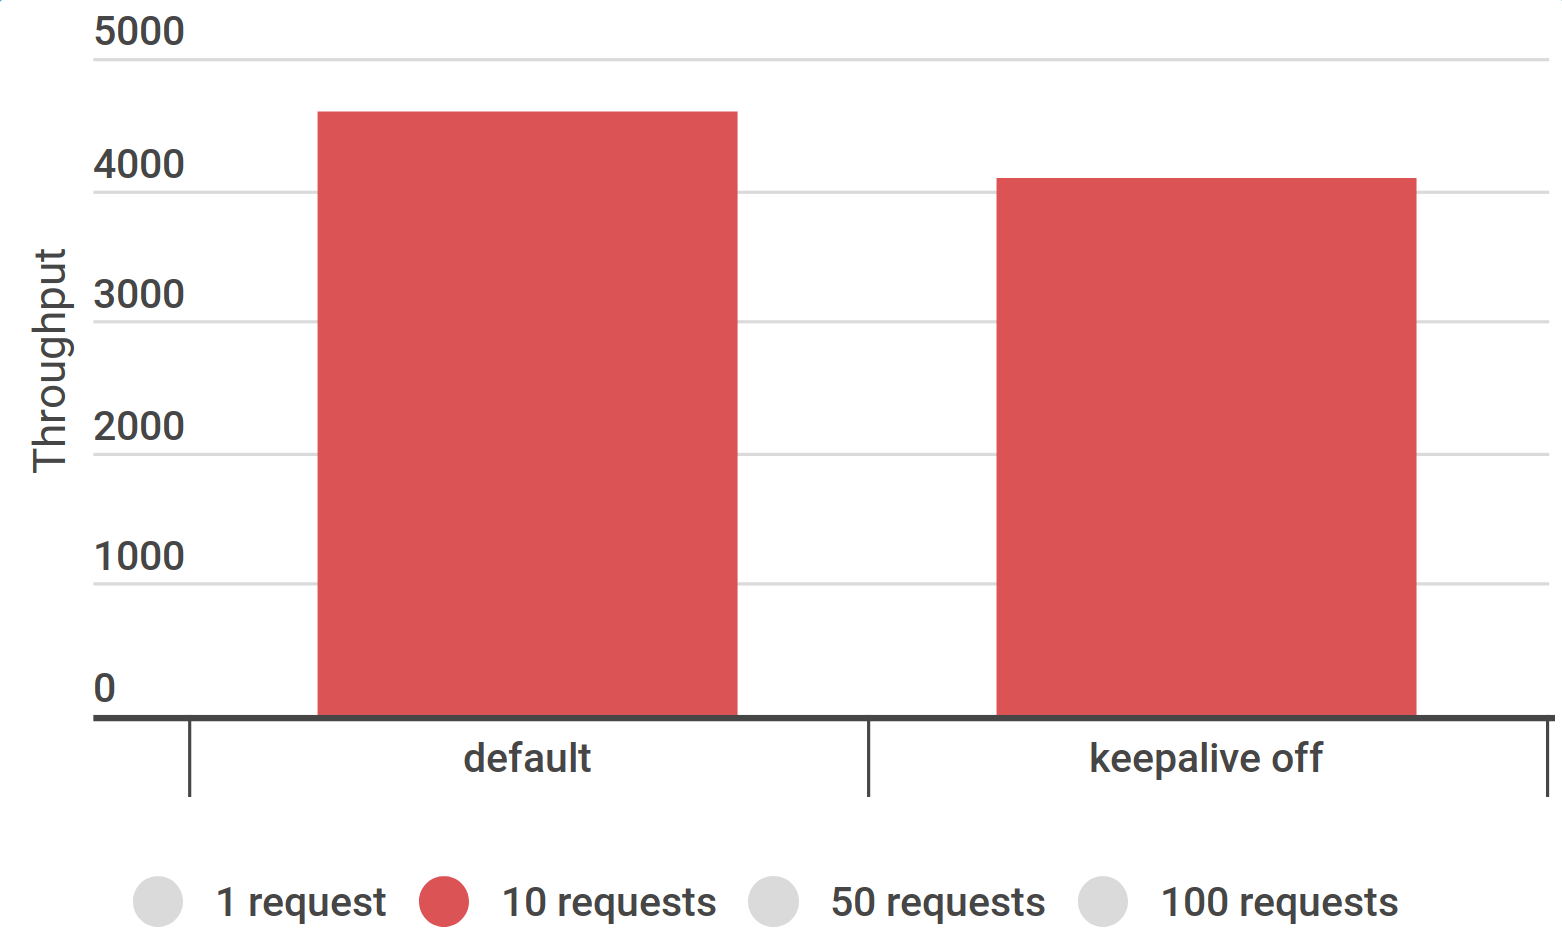 5000
4000
3000
2000
1000
0
Throughput
default
keepalive off
1 request
10 requests
50 requests
100 requests